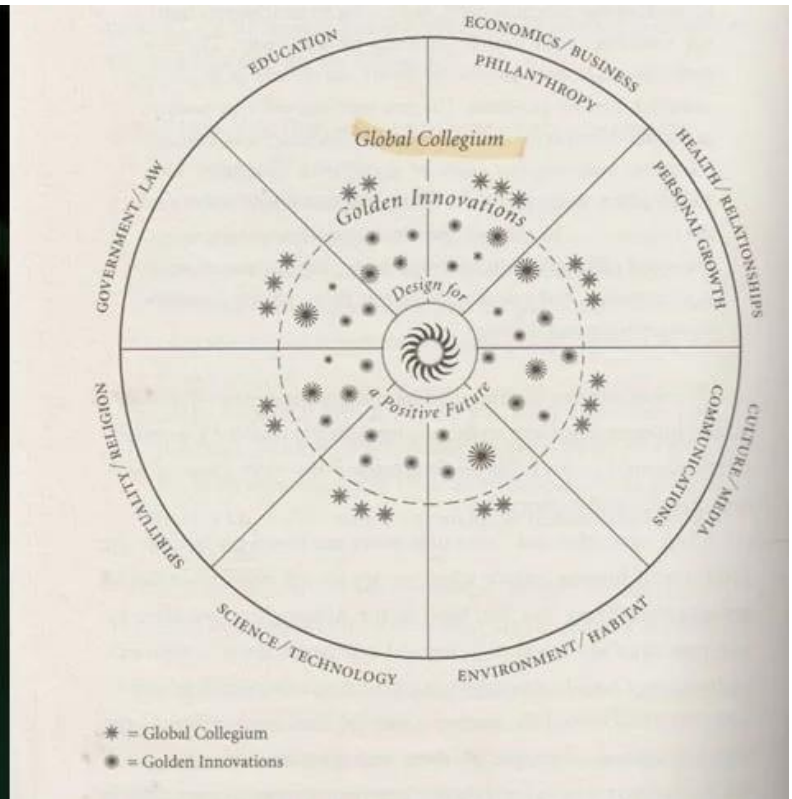 EDUCATION
ECONOMICS/BUSINESS
PHILANTHROPY
Global Collegium
HEALTH/RELATIONSHIPS
PERSONAL GROWTH
GOVERNMENT/LAW
Golden Innovations
Design for
a Positive Future
SPIRITUALITY/RELIGION
CULTURE/MEDIA
COMMUNICATIONS
SCIENCE/TECHNOLOGY
ENVIRONMENT/HABITAT
= Global Collegium
= Golden Innovations